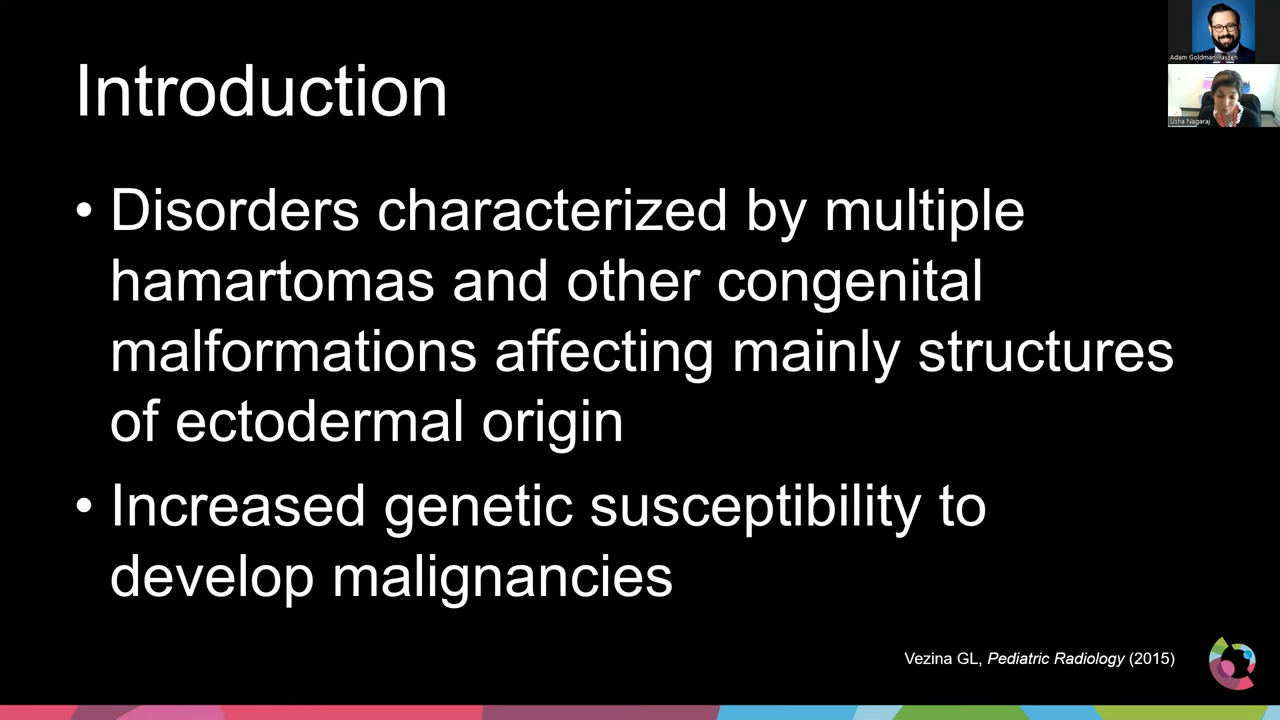 Adam Goldman-Yassen
Usha Nagaraj
Introduction
• Disorders characterized by multiple
hamartomas and other congenital
malformations affecting mainly structures
of ectodermal origin
• Increased genetic susceptibility to
develop malignancies
Vezina GL, Pediatric Radiology (2015)